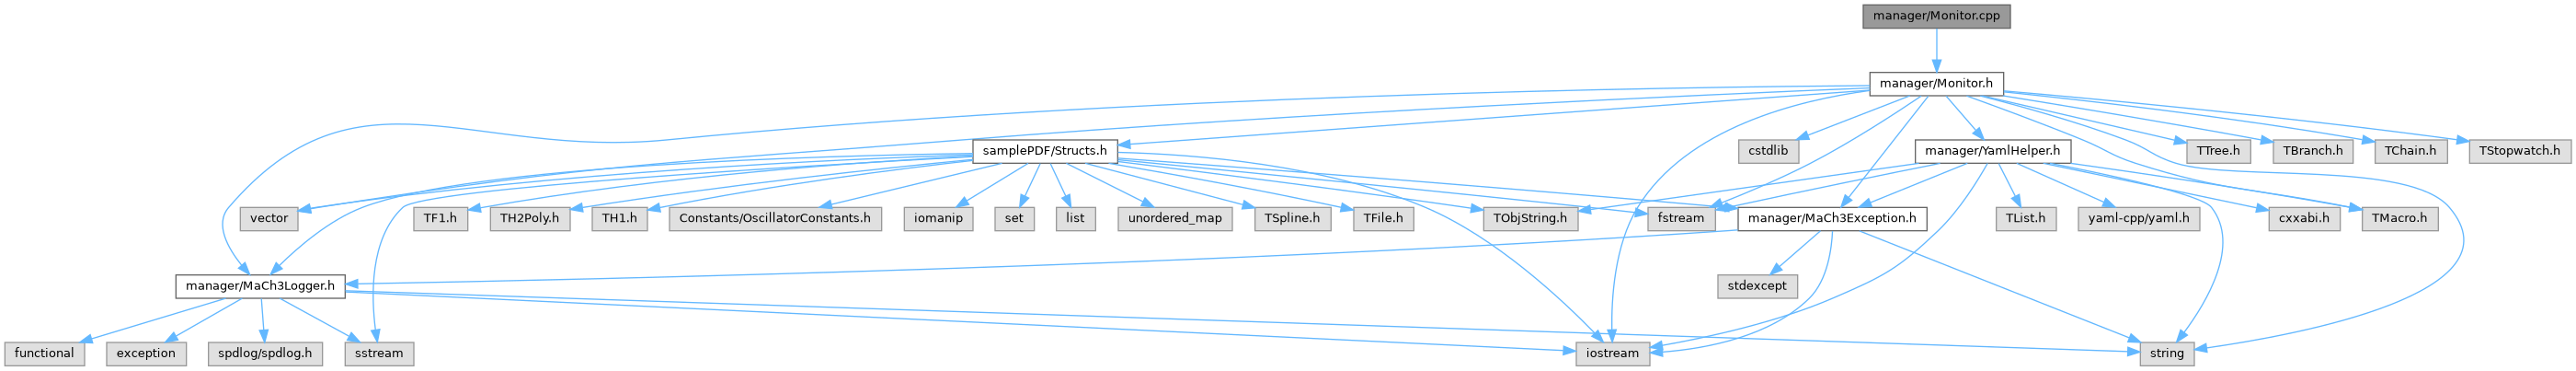 manager/Monitor.cpp
manager/Monitor.h
samplePDF/Structs.h
cstdlib
manager/YamlHelper.h
TTree.h
TBranch.h
TChain.h
TStopwatch.h
vector
TF1.h
TH2Poly.h
TH1.h
Constants/OscillatorConstants.h
iomanip
set
list
unordered_map
TSpline.h
TFile.h
TObjString.h
fstream
manager/MaCh3Exception.h
TList.h
yaml-cpp/yaml.h
cxxabi.h
TMacro.h
manager/MaCh3Logger.h
stdexcept
functional
exception
spdlog/spdlog.h
sstream
iostream
string